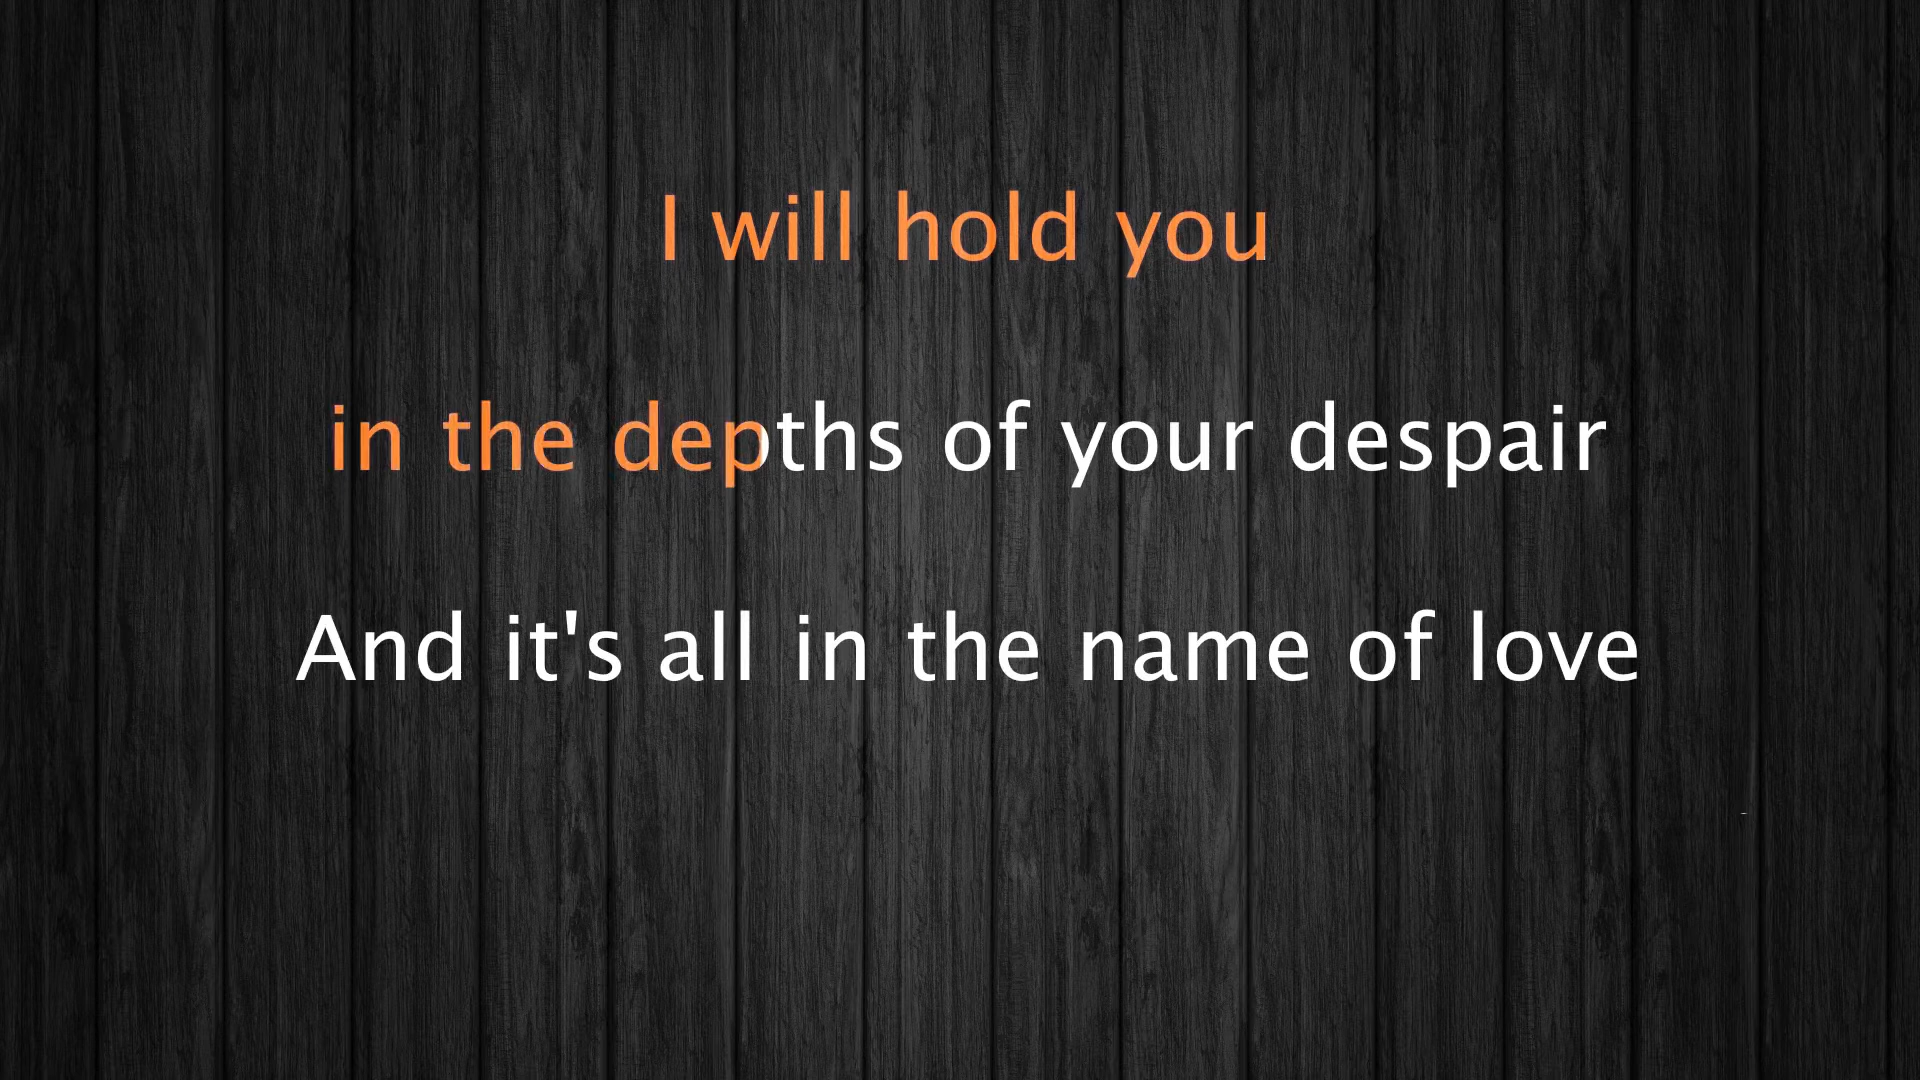 I will hold you
in the depths of your despair
And it's all in the name of love